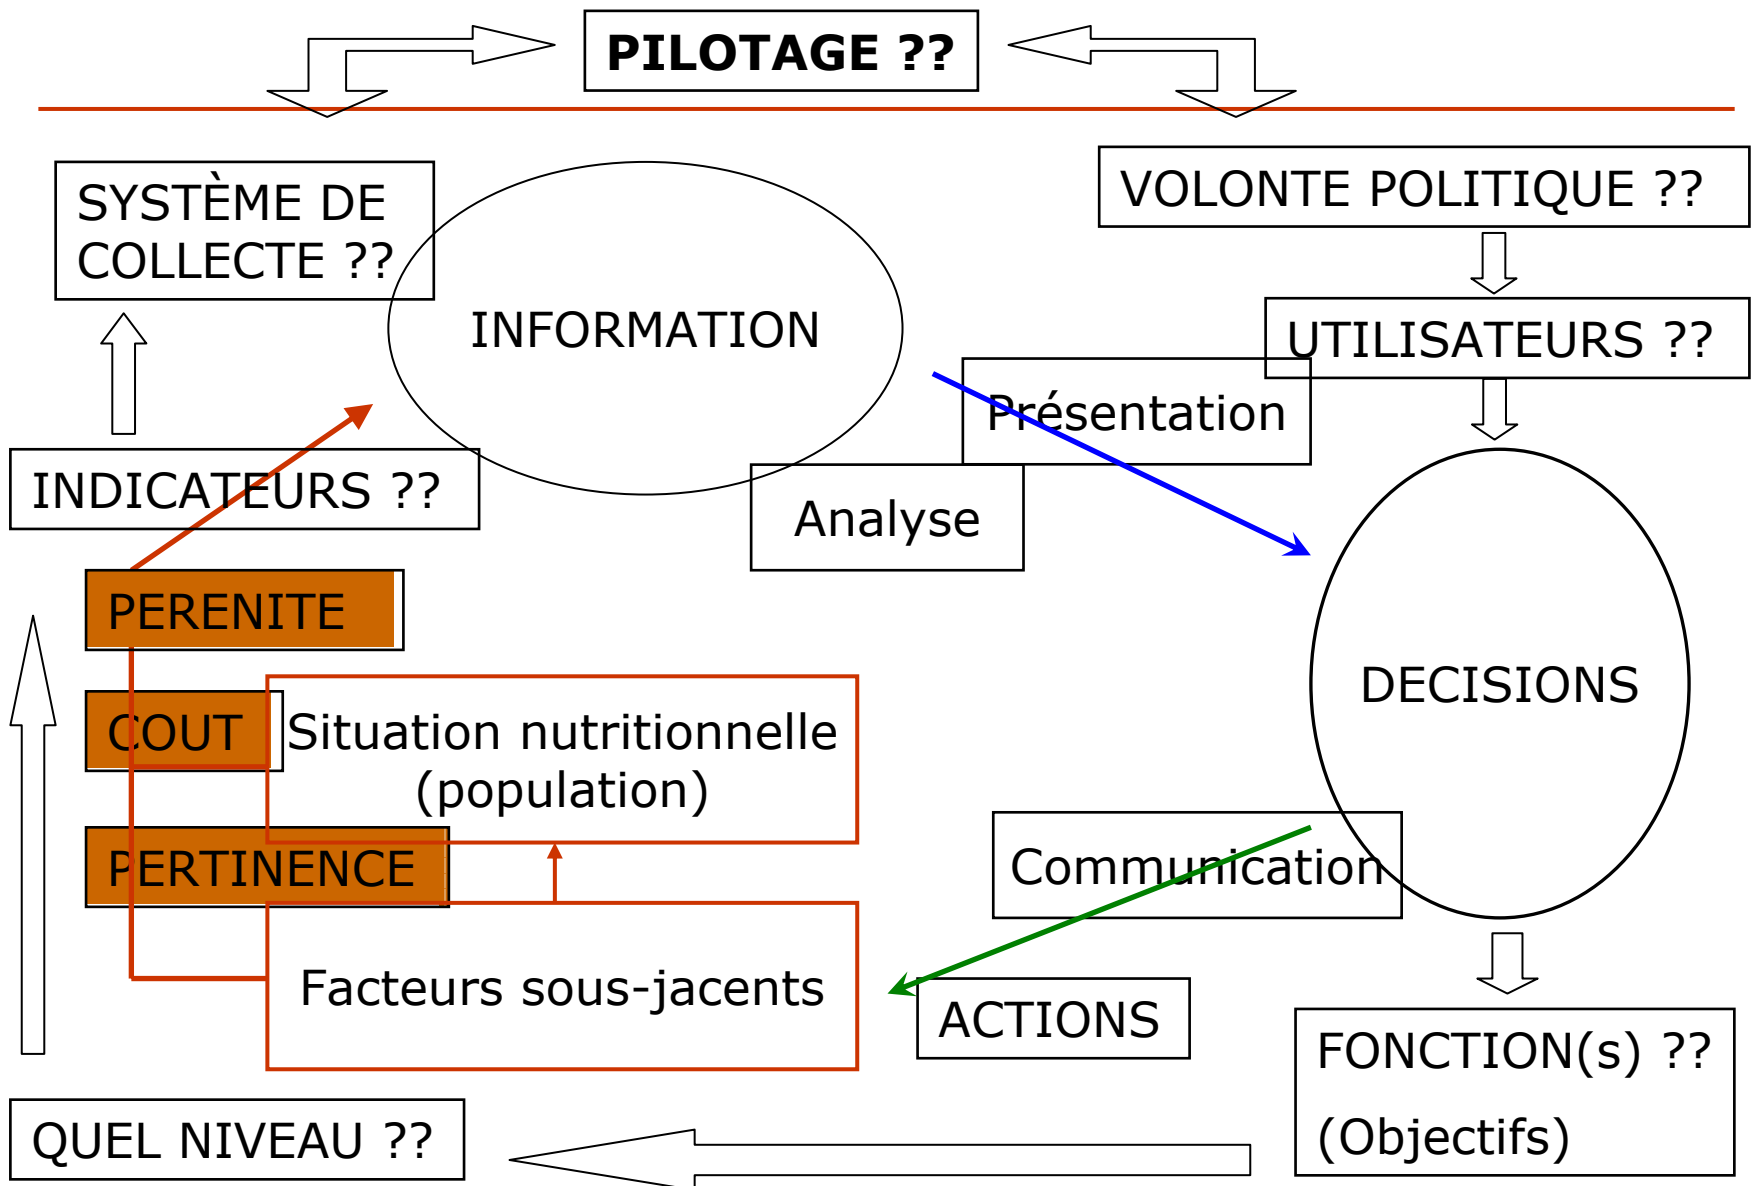 PILOTAGE ??
SYSTÈME DE
COLLECTE ??
VOLONTE POLITIQUE ??
INFORMATION
UTILISATEURS ??
Présentation
INDICATEURS ??
Analyse
PERENITE
DECISIONS
COUT
Situation nutritionnelle
(population)
PERTINENCE
Communication
Facteurs sous-jacents
ACTIONS
FONCTION(s) ??
(Objectifs)
QUEL NIVEAU ??